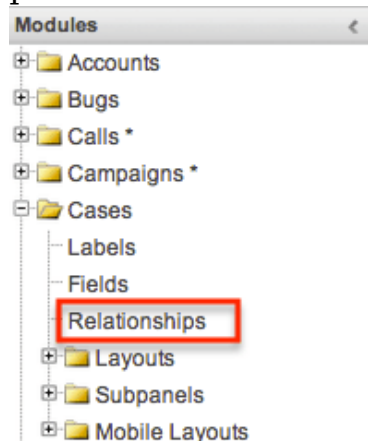 Modules <
Accounts
Bugs
Calls *
Campaigns *
Cases
Labels
Fields
Relationships
Layouts
Subpanels
Mobile Layouts